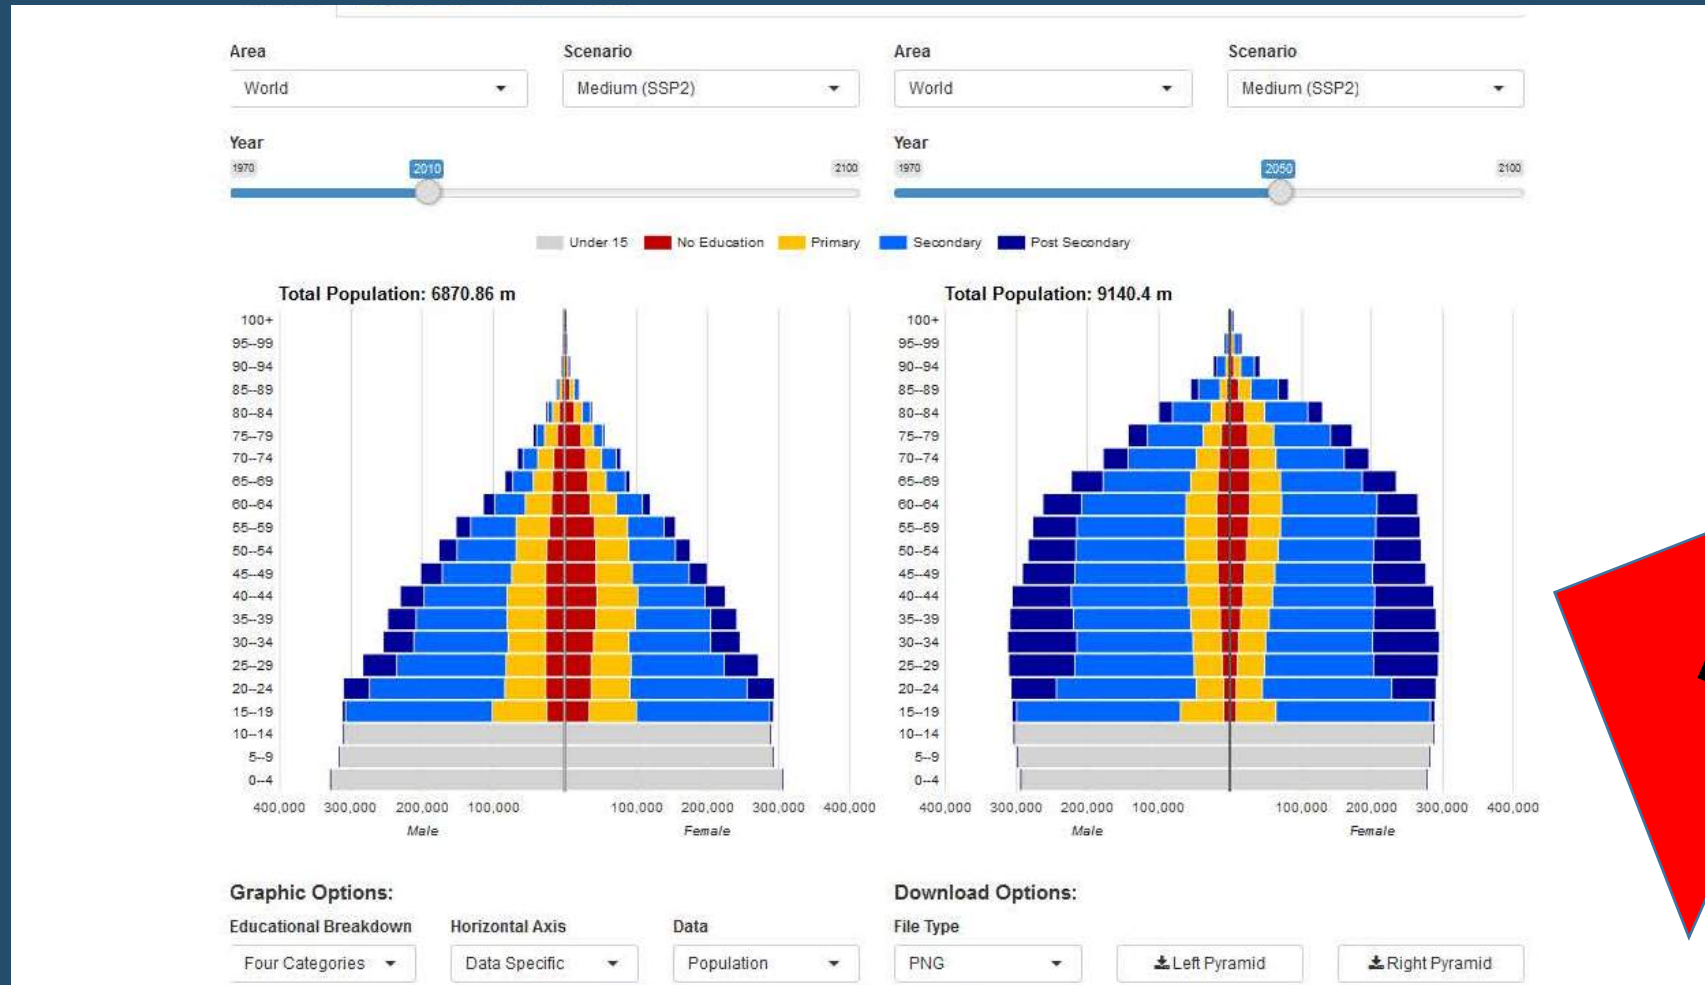 Area Scenario Area Scenario
World Medium (SSP2) World Medium (SSP2)
Year Year
1970 2010 2100 1970 2050 2100
Under 15 No Education Primary Secondary Post Secondary
Total Population: 6870.86 m Total Population: 9140.4 m
100+ 100+
95--99 95--99
90--94 90--94
85--89 85--89
80--84 80--84
75--79 75--79
70--74 70--74
65--69 65--69
60--64 60--64
55--59 55--59
50--54 50--54
45--49 45--49
40--44 40--44
35--39 35--39
30--34 30--34
25--29 25--29
20--24 20--24
15--19 15--19
10--14 10--14
5--9 5--9
0--4 0--4
400,000 300,000 200,000 100,000 100,000 200,000 300,000 400,000 400,000 300,000 200,000 100,000 100,000 200,000 300,000 400,000
Male Female Male Female
Graphic Options: Download Options:
Educational Breakdown Horizontal Axis Data File Type
Four Categories Data Specific Population PNG Left Pyramid Right Pyramid